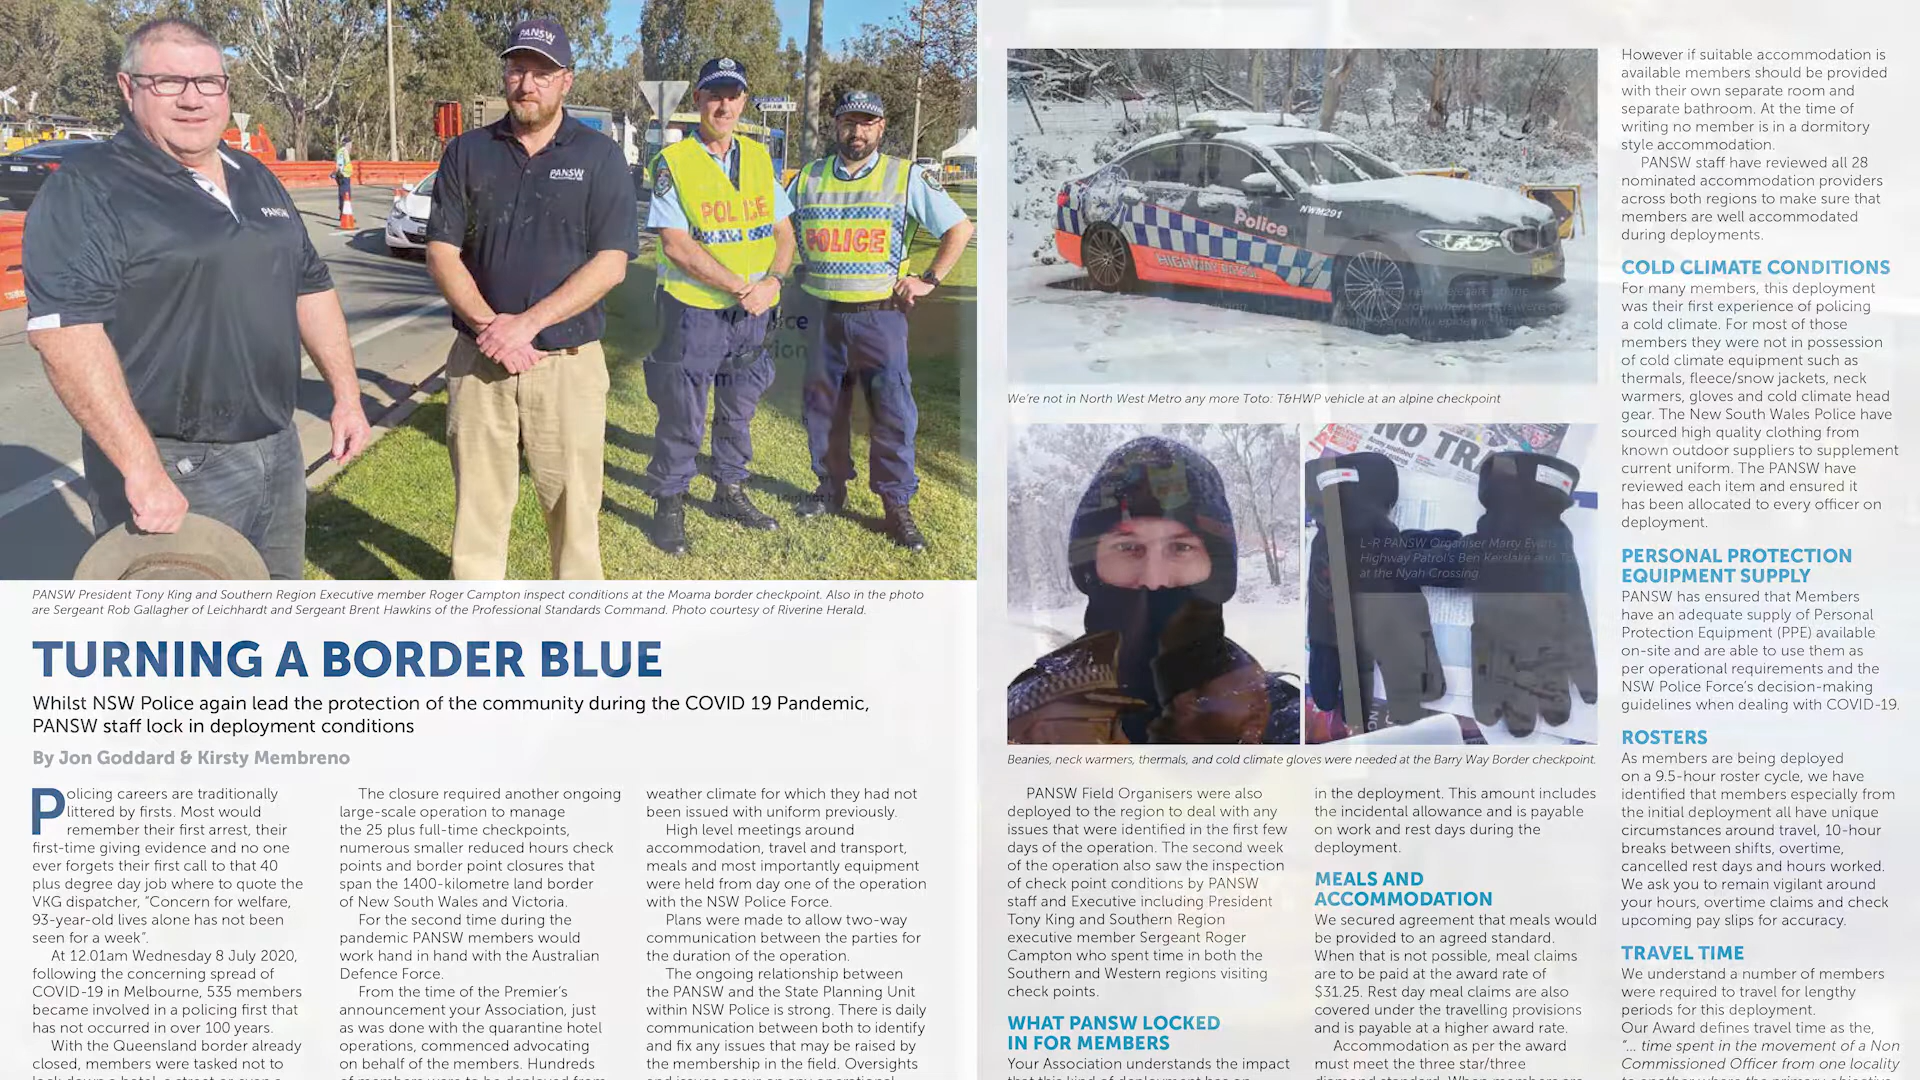 PANSW
PANSW
PANSW
POLICE
POLICE
SHAW ST
PANSW President Tony King and Southern Region Executive member Roger Campton inspect conditions at the Moama border checkpoint. Also in the photo
are Sergeant Rob Gallagher of Leichhardt and Sergeant Brent Hawkins of the Professional Standards Command. Photo courtesy of Riverine Herald.
TURNING A BORDER BLUE
Whilst NSW Police again lead the protection of the community during the COVID 19 Pandemic,
PANSW staff lock in deployment conditions
By Jon Goddard & Kirsty Membreno
Policing careers are traditionally
littered by firsts. Most would
remember their first arrest, their
first-time giving evidence and no one
ever forgets their first call to that 40
plus degree day job where to quote the
VKG dispatcher, "Concern for welfare,
93-year-old lives alone has not been
seen for a week".
At 12.01am Wednesday 8 July 2020,
following the concerning spread of
COVID-19 in Melbourne, 535 members
became involved in a policing first that
has not occurred in over 100 years.
With the Queensland border already
closed, members were tasked not to
The closure required another ongoing
large-scale operation to manage
the 25 plus full-time checkpoints,
numerous smaller reduced hours check
points and border point closures that
span the 1400-kilometre land border
of New South Wales and Victoria.
For the second time during the
pandemic PANSW members would
work hand in hand with the Australian
Defence Force.
From the time of the Premier's
announcement your Association, just
as was done with the quarantine hotel
operations, commenced advocating
on behalf of the members. Hundreds
weather climate for which they had not
been issued with uniform previously.
High level meetings around
accommodation, travel and transport,
meals and most importantly equipment
were held from day one of the operation
with the NSW Police Force.
Plans were made to allow two-way
communication between the parties for
the duration of the operation.
The ongoing relationship between
the PANSW and the State Planning Unit
within NSW Police is strong. There is daily
communication between both to identify
and fix any issues that may be raised by
the membership in the field. Oversights
Police
NWM291
HIGHWAY PATROL
We're not in North West Metro any more Toto: T&HWP vehicle at an alpine checkpoint
NO TRA
L-R PANSW Organiser Marty
Highway Patrol's Ben Kerslake
at the Nyah Crossing
Beanies, neck warmers, thermals, and cold climate gloves were needed at the Barry Way Border checkpoint.
PANSW Field Organisers were also
deployed to the region to deal with any
issues that were identified in the first few
days of the operation. The second week
of the operation also saw the inspection
of check point conditions by PANSW
staff and Executive including President
Tony King and Southern Region
executive member Sergeant Roger
Campton who spent time in both the
Southern and Western regions visiting
check points.
WHAT PANSW LOCKED
IN FOR MEMBERS
Your Association understands the impact
in the deployment. This amount includes
the incidental allowance and is payable
on work and rest days during the
deployment.
MEALS AND
ACCOMMODATION
We secured agreement that meals would
be provided to an agreed standard.
When that is not possible, meal claims
are to be paid at the award rate of
$31.25. Rest day meal claims are also
covered under the travelling provisions
and is payable at a higher award rate.
Accommodation as per the award
must meet the three star/three
However if suitable accommodation is
available members should be provided
with their own separate room and
separate bathroom. At the time of
writing no member is in a dormitory
style accommodation.
PANSW staff have reviewed all 28
nominated accommodation providers
across both regions to make sure that
members are well accommodated
during deployments.
COLD CLIMATE CONDITIONS
For many members, this deployment
was their first experience of policing
a cold climate. For most of those
members they were not in possession
of cold climate equipment such as
thermals, fleece/snow jackets, neck
warmers, gloves and cold climate head
gear. The New South Wales Police have
sourced high quality clothing from
known outdoor suppliers to supplement
current uniform. The PANSW have
reviewed each item and ensured it
has been allocated to every officer on
deployment.
PERSONAL PROTECTION
EQUIPMENT SUPPLY
PANSW has ensured that Members
have an adequate supply of Personal
Protection Equipment (PPE) available
on-site and are able to use them as
per operational requirements and the
NSW Police Force's decision-making
guidelines when dealing with COVID-19.
ROSTERS
As members are being deployed
on a 9.5-hour roster cycle, we have
identified that members especially from
the initial deployment all have unique
circumstances around travel, 10-hour
breaks between shifts, overtime,
cancelled rest days and hours worked.
We ask you to remain vigilant around
your hours, overtime claims and check
upcoming pay slips for accuracy.
TRAVEL TIME
We understand a number of members
were required to travel for lengthy
periods for this deployment.
Our Award defines travel time as the,
"... time spent in the movement of a Non
Commissioned Officer from one locality